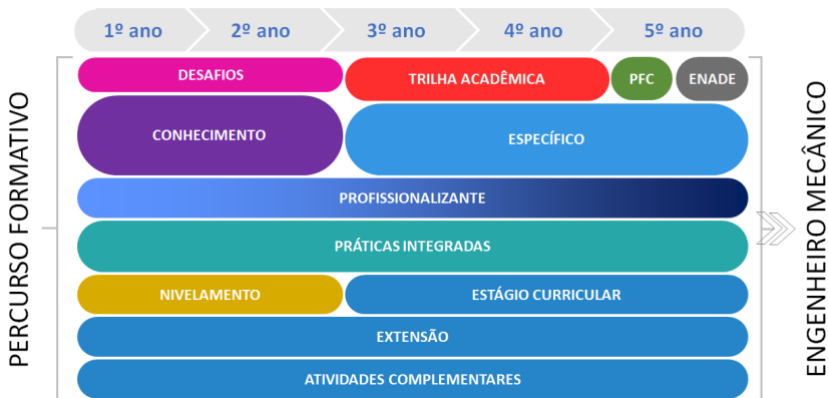 1º ano
2º ano
3º ano
4º ano
5º ano
PERCURSO FORMATIVO
DESAFIOS
TRILHA ACADÊMICA
PFC
ENADE
CONHECIMENTO
ESPECÍFICO
PROFISSIONALIZANTE
PRÁTICAS INTEGRADAS
NIVELAMENTO
ESTÁGIO CURRICULAR
EXTENSÃO
ATIVIDADES COMPLEMENTARES
ENGENHEIRO MECÂNICO